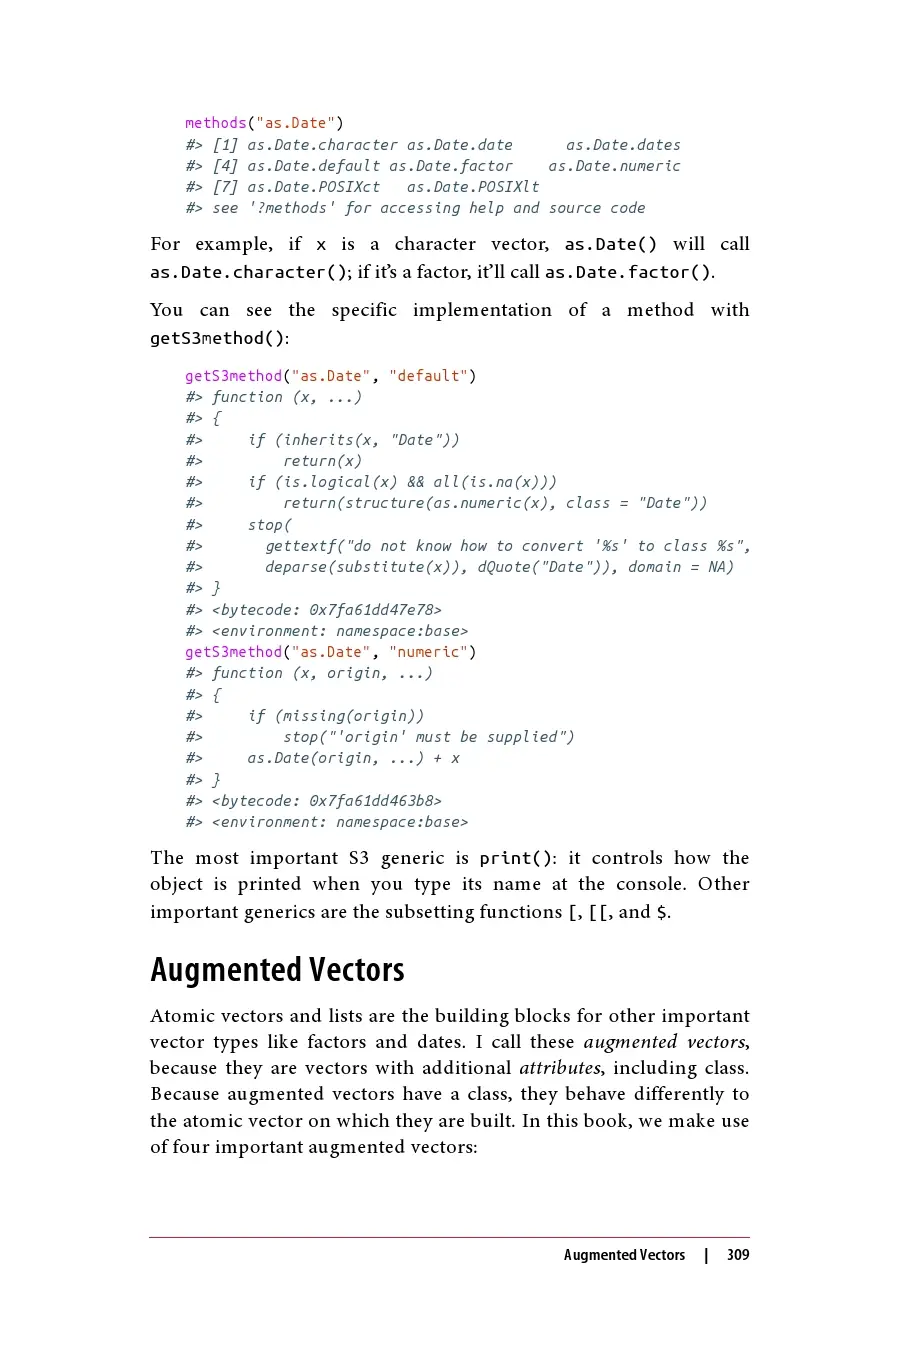 methods("as.Date")
#> [1] as.Date.character as.Date.date      as.Date.dates
#> [4] as.Date.default as.Date.factor    as.Date.numeric
#> [7] as.Date.POSIXct   as.Date.POSIXlt
#> see '?methods' for accessing help and source code
For example, if x is a character vector, as.Date() will call
as.Date.character(); if it’s a factor, it’ll call as.Date.factor().
You can see the specific implementation of a method with
getS3method():
getS3method("as.Date", "default")
#> function (x, ...)
#> {
#>     if (inherits(x, "Date"))
#>         return(x)
#>     if (is.logical(x) && all(is.na(x)))
#>         return(structure(as.numeric(x), class = "Date"))
#>     stop(
#>       gettextf("do not know how to convert '%s' to class %s",
#>       deparse(substitute(x)), dQuote("Date")), domain = NA)
#> }
#> <bytecode: 0x7fa61dd47e78>
#> <environment: namespace:base>
getS3method("as.Date", "numeric")
#> function (x, origin, ...)
#> {
#>     if (missing(origin))
#>         stop("'origin' must be supplied")
#>     as.Date(origin, ...) + x
#> }
#> <bytecode: 0x7fa61dd463b8>
#> <environment: namespace:base>
The most important S3 generic is print(): it controls how the
object is printed when you type its name at the console. Other
important generics are the subsetting functions [, [[, and $.
Augmented Vectors
Atomic vectors and lists are the building blocks for other important
vector types like factors and dates. I call these augmented vectors,
because they are vectors with additional attributes, including class.
Because augmented vectors have a class, they behave differently to
the atomic vector on which they are built. In this book, we make use
of four important augmented vectors:
Augmented Vectors | 309